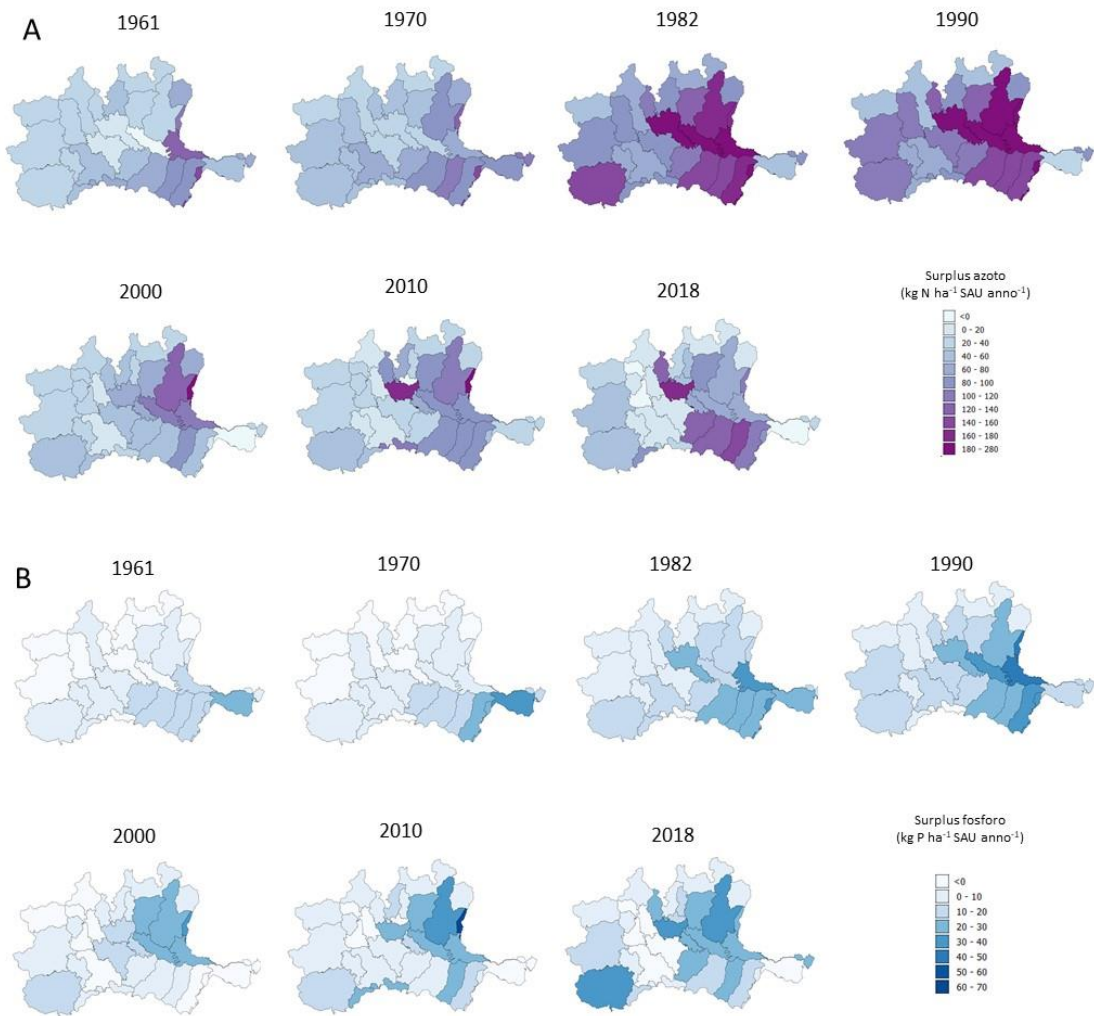 A
1961
1970
1982
1990
2000
2010
2018
Surplus azoto
(kg N ha⁻¹ SAU anno⁻¹)
<0
0 - 20
20 - 40
40 - 60
60 - 80
80 - 100
100 - 120
120 - 140
140 - 160
160 - 180
180 - 280
B
1961
1970
1982
1990
2000
2010
2018
Surplus fosforo
(kg P ha⁻¹ SAU anno⁻¹)
<0
0 - 10
10 - 20
20 - 30
30 - 40
40 - 50
50 - 60
60 - 70